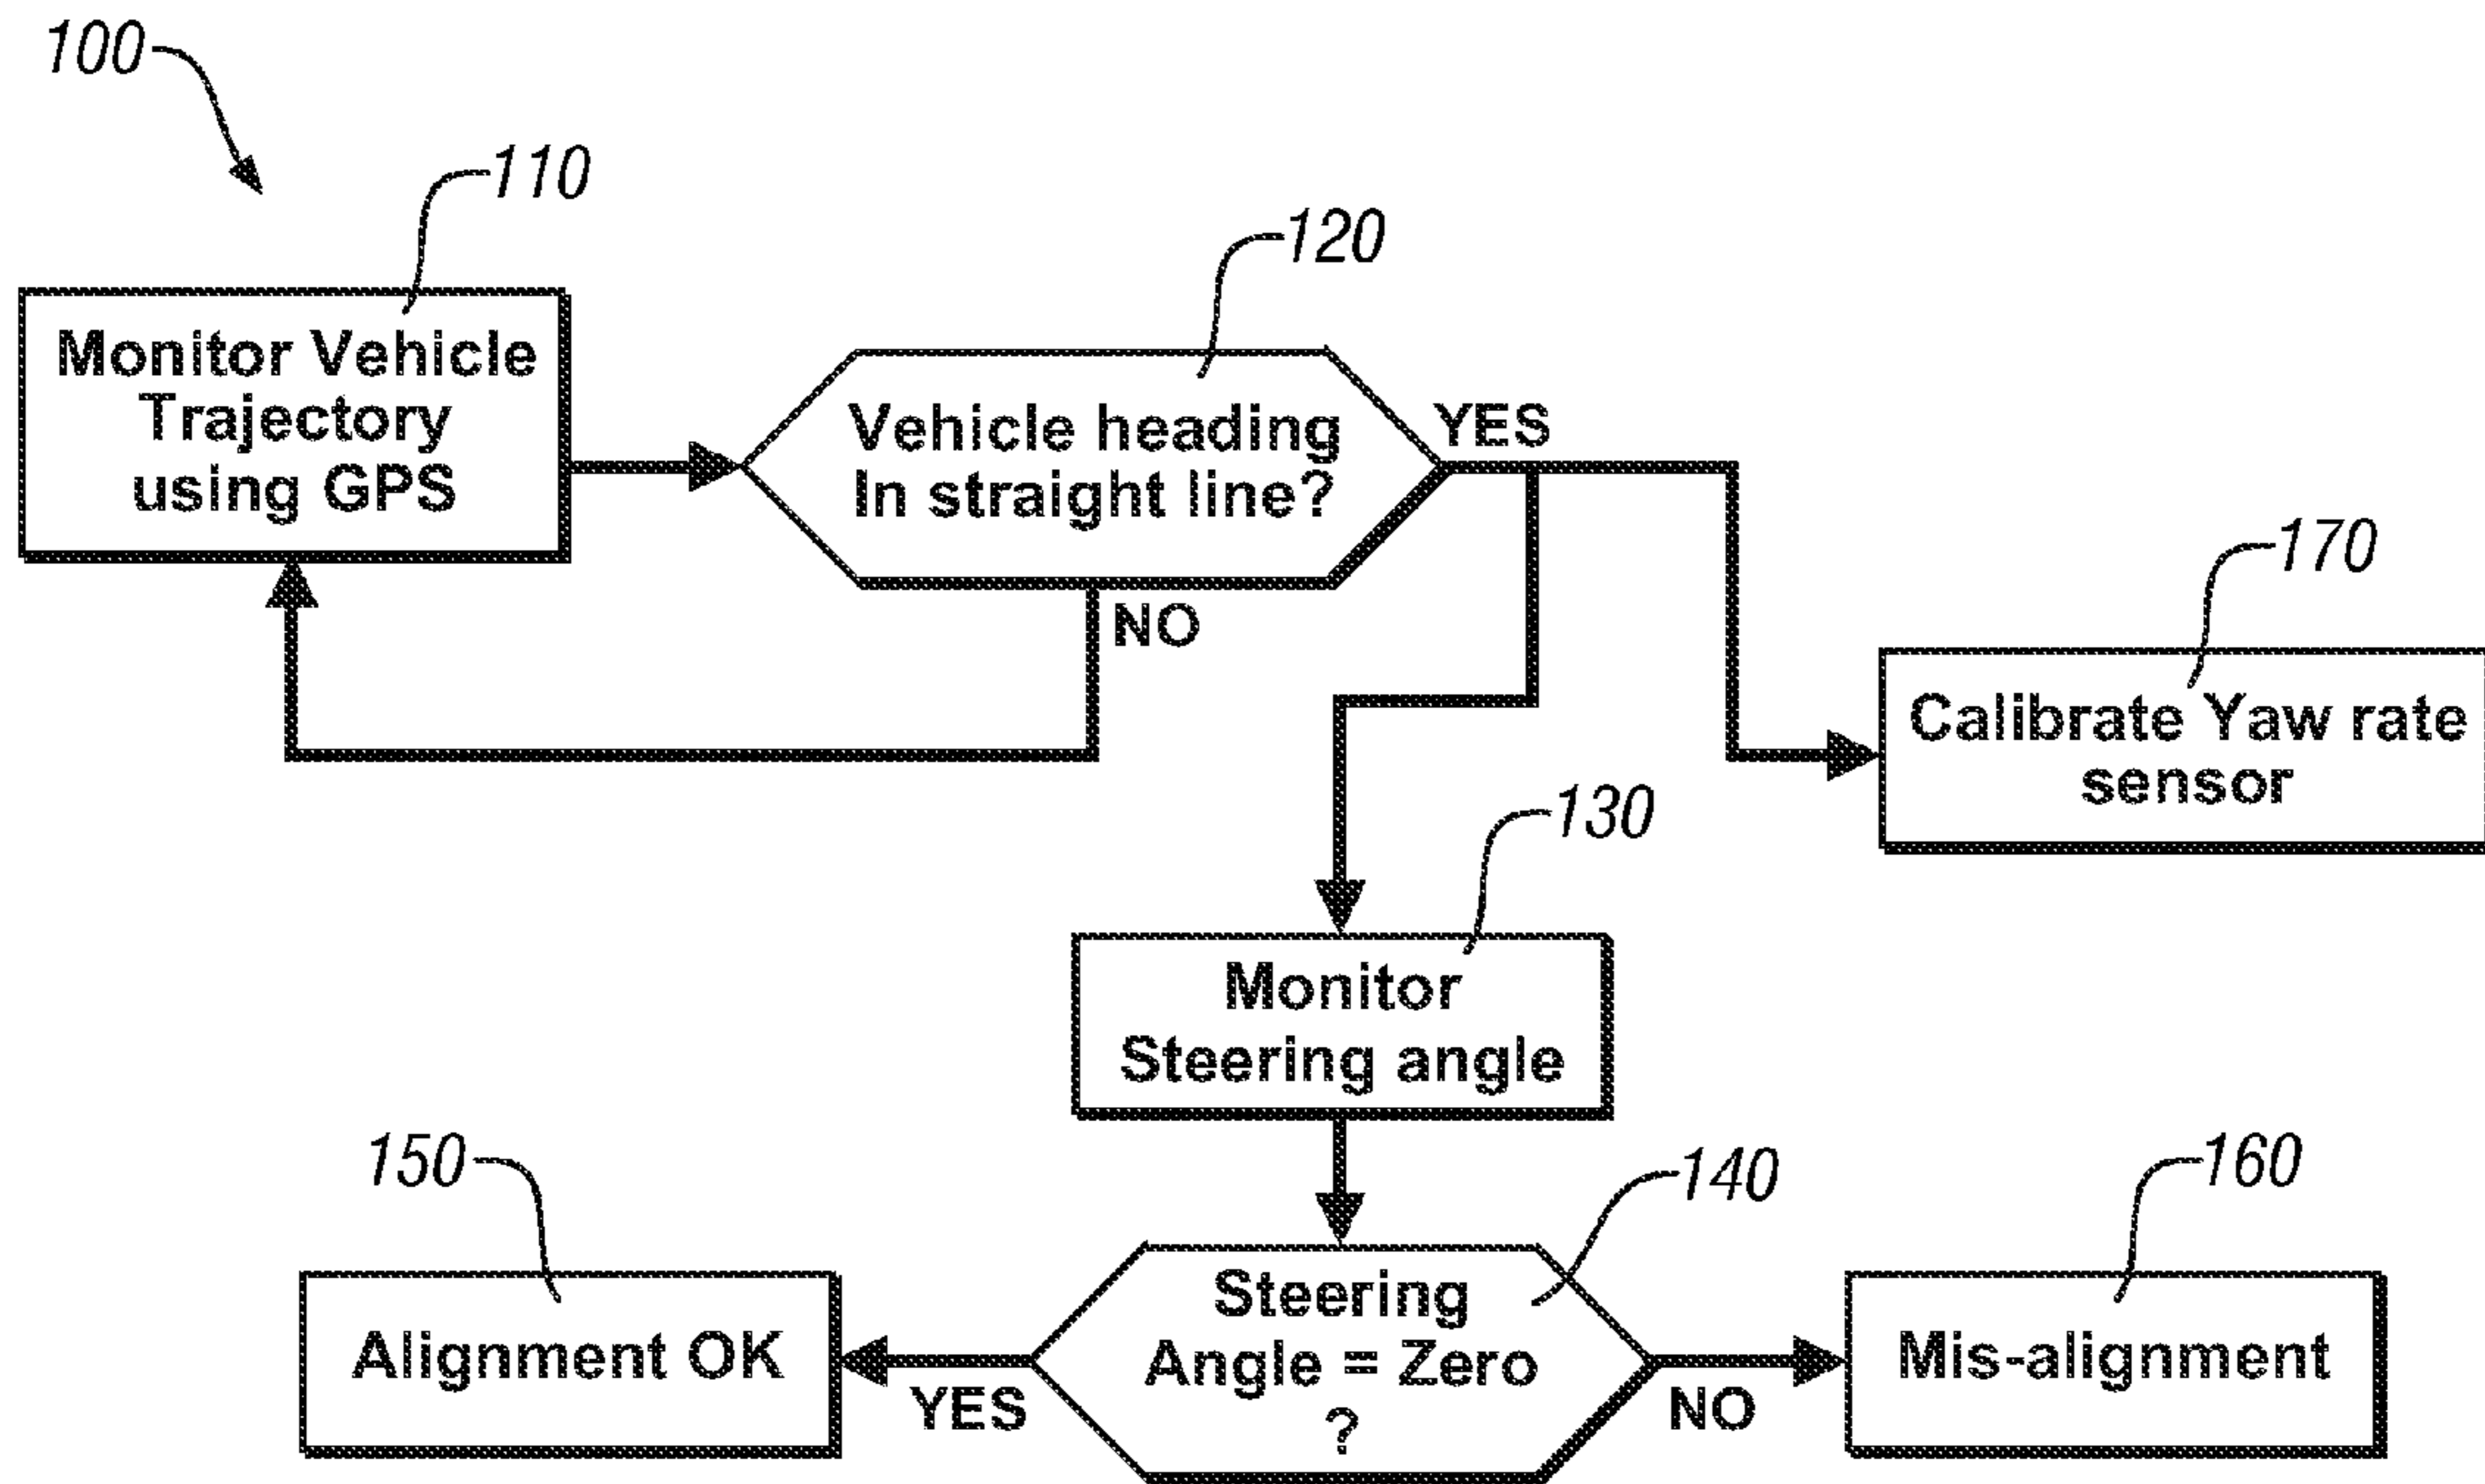 100
110
Monitor Vehicle
Trajectory
using GPS
120
Vehicle heading
In straight line?
YES
NO
170
Calibrate Yaw rate
sensor
130
Monitor
Steering angle
140
Steering
Angle = Zero
?
YES
NO
150
Alignment OK
160
Mis-alignment